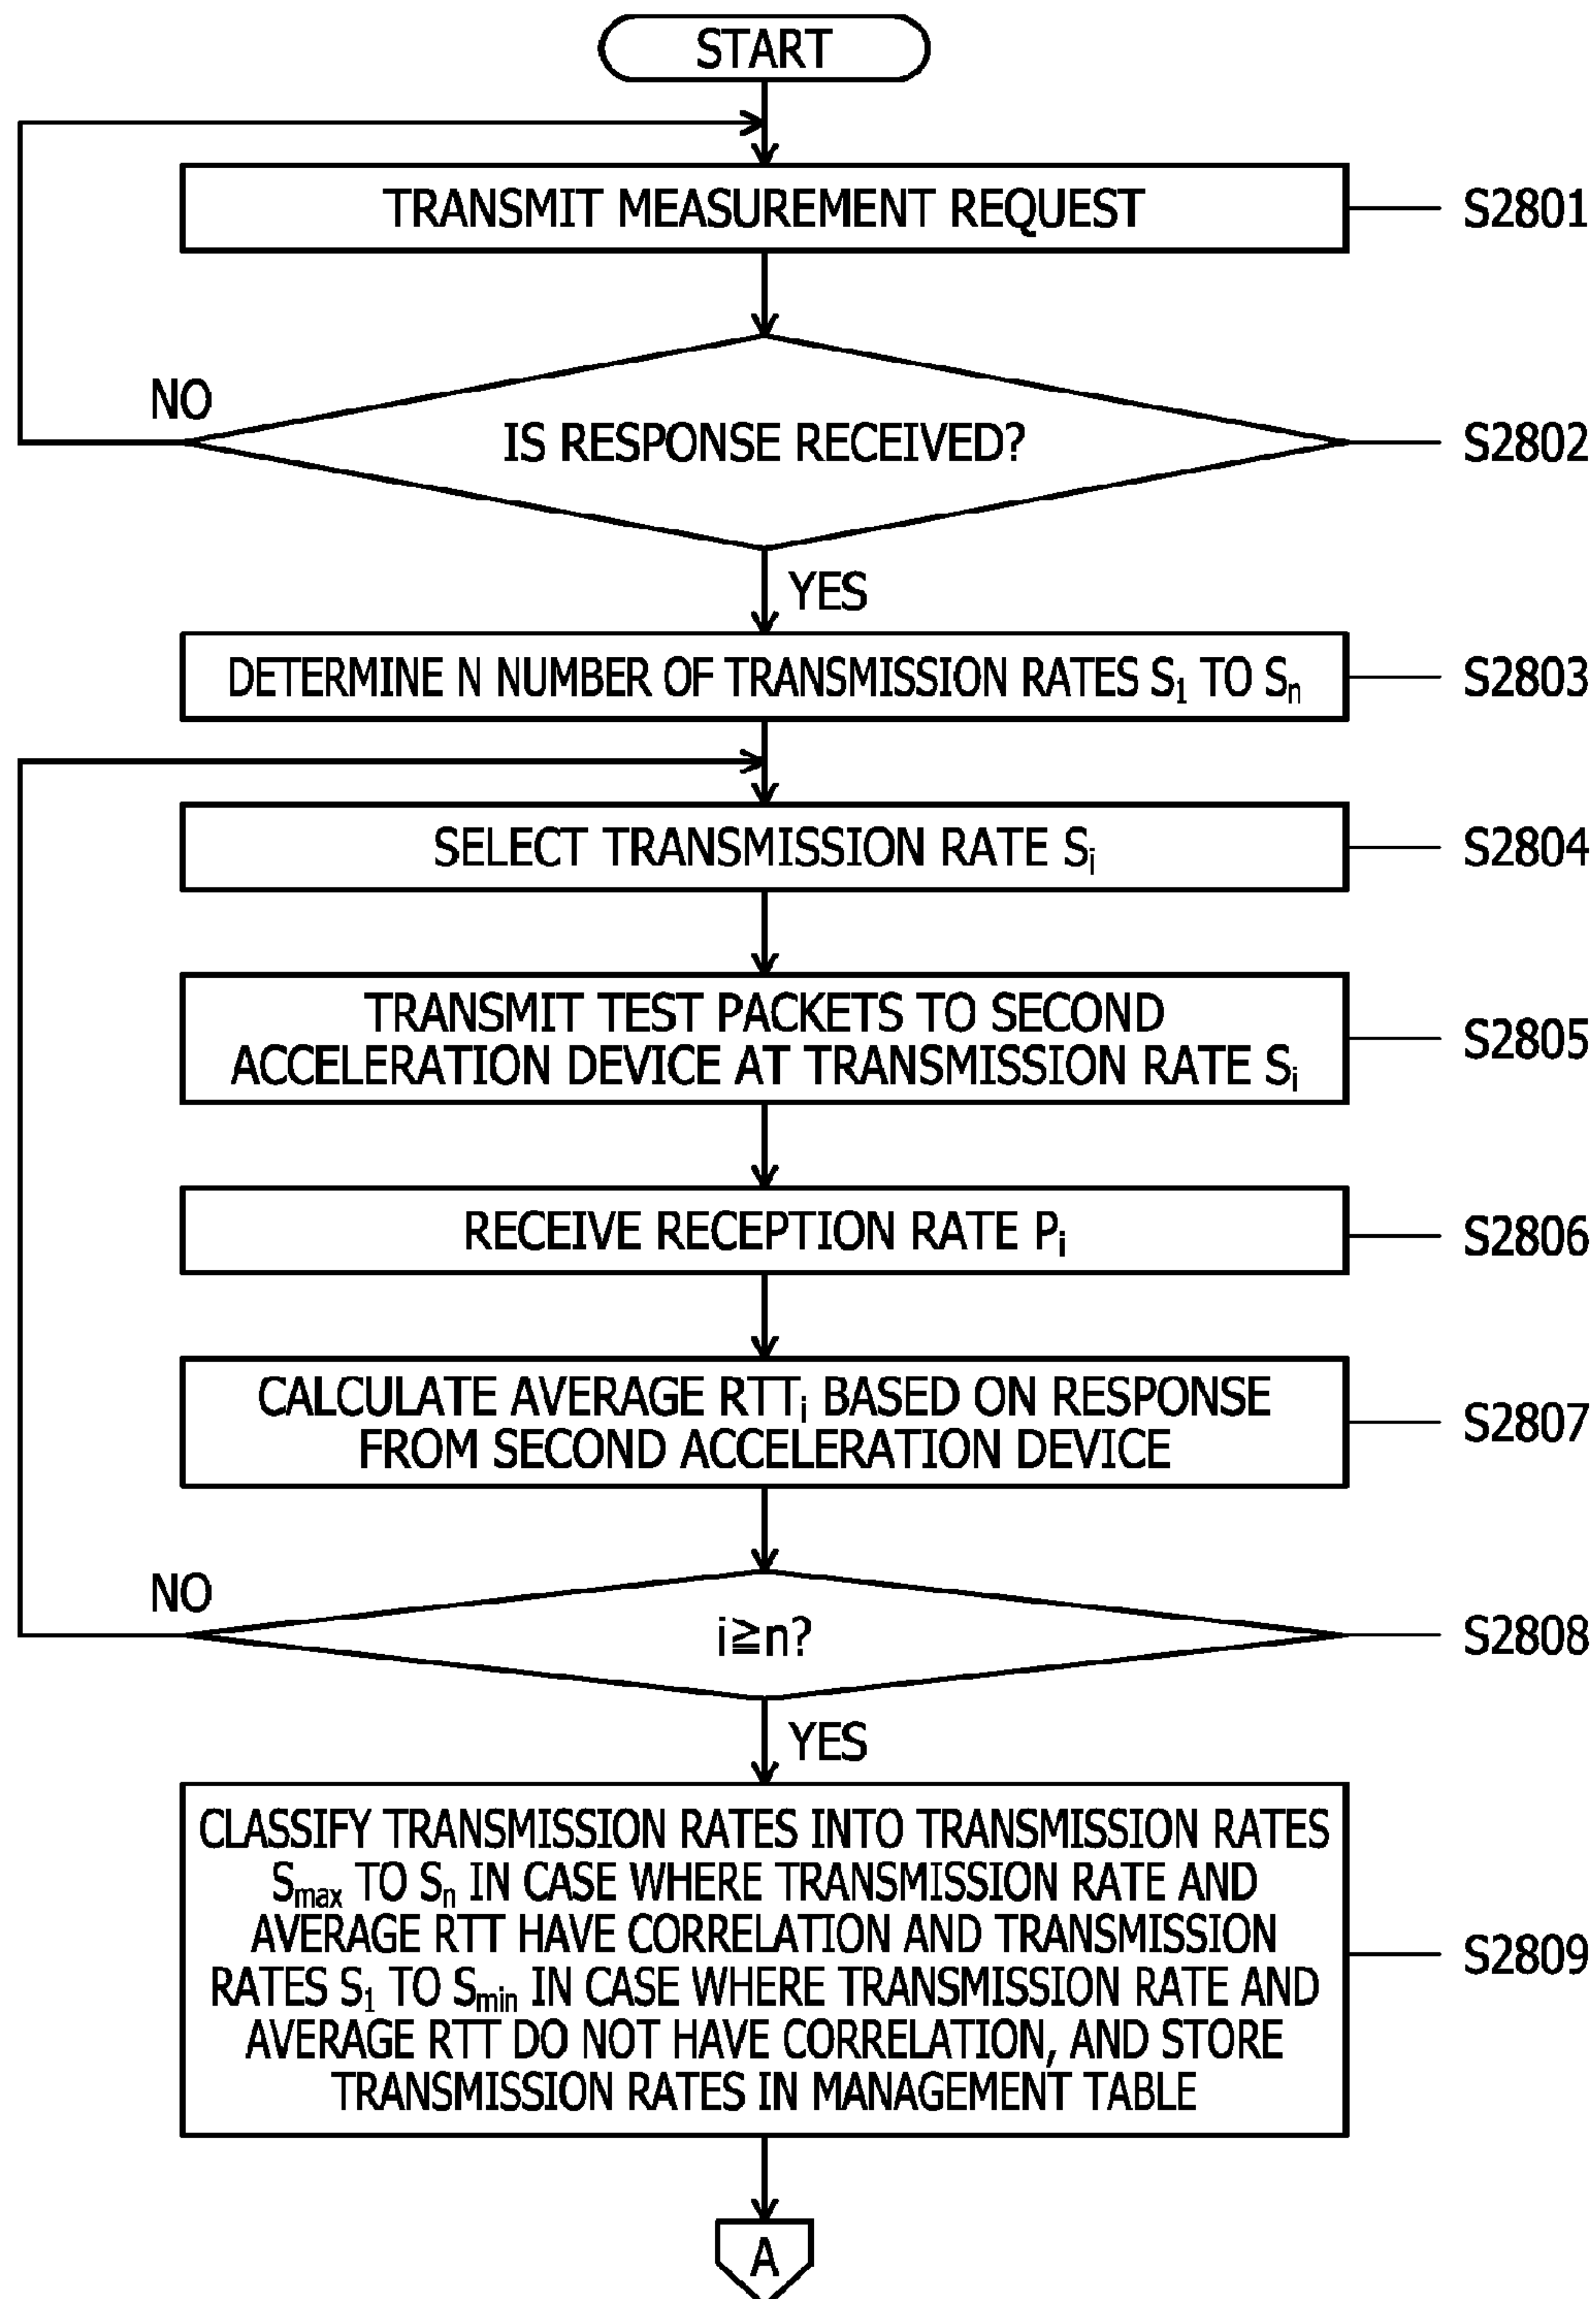 START
TRANSMIT MEASUREMENT REQUEST
S2801
NO
IS RESPONSE RECEIVED?
S2802
YES
DETERMINE N NUMBER OF TRANSMISSION RATES S₁ TO Sₙ
S2803
SELECT TRANSMISSION RATE Sᵢ
S2804
TRANSMIT TEST PACKETS TO SECOND
ACCELERATION DEVICE AT TRANSMISSION RATE Sᵢ
S2805
RECEIVE RECEPTION RATE Pᵢ
S2806
CALCULATE AVERAGE RTTᵢ BASED ON RESPONSE
FROM SECOND ACCELERATION DEVICE
S2807
NO
i≧n?
S2808
YES
CLASSIFY TRANSMISSION RATES INTO TRANSMISSION RATES
Smax TO Sₙ IN CASE WHERE TRANSMISSION RATE AND
AVERAGE RTT HAVE CORRELATION AND TRANSMISSION
RATES S₁ TO Smin IN CASE WHERE TRANSMISSION RATE AND
AVERAGE RTT DO NOT HAVE CORRELATION, AND STORE
TRANSMISSION RATES IN MANAGEMENT TABLE
S2809
A